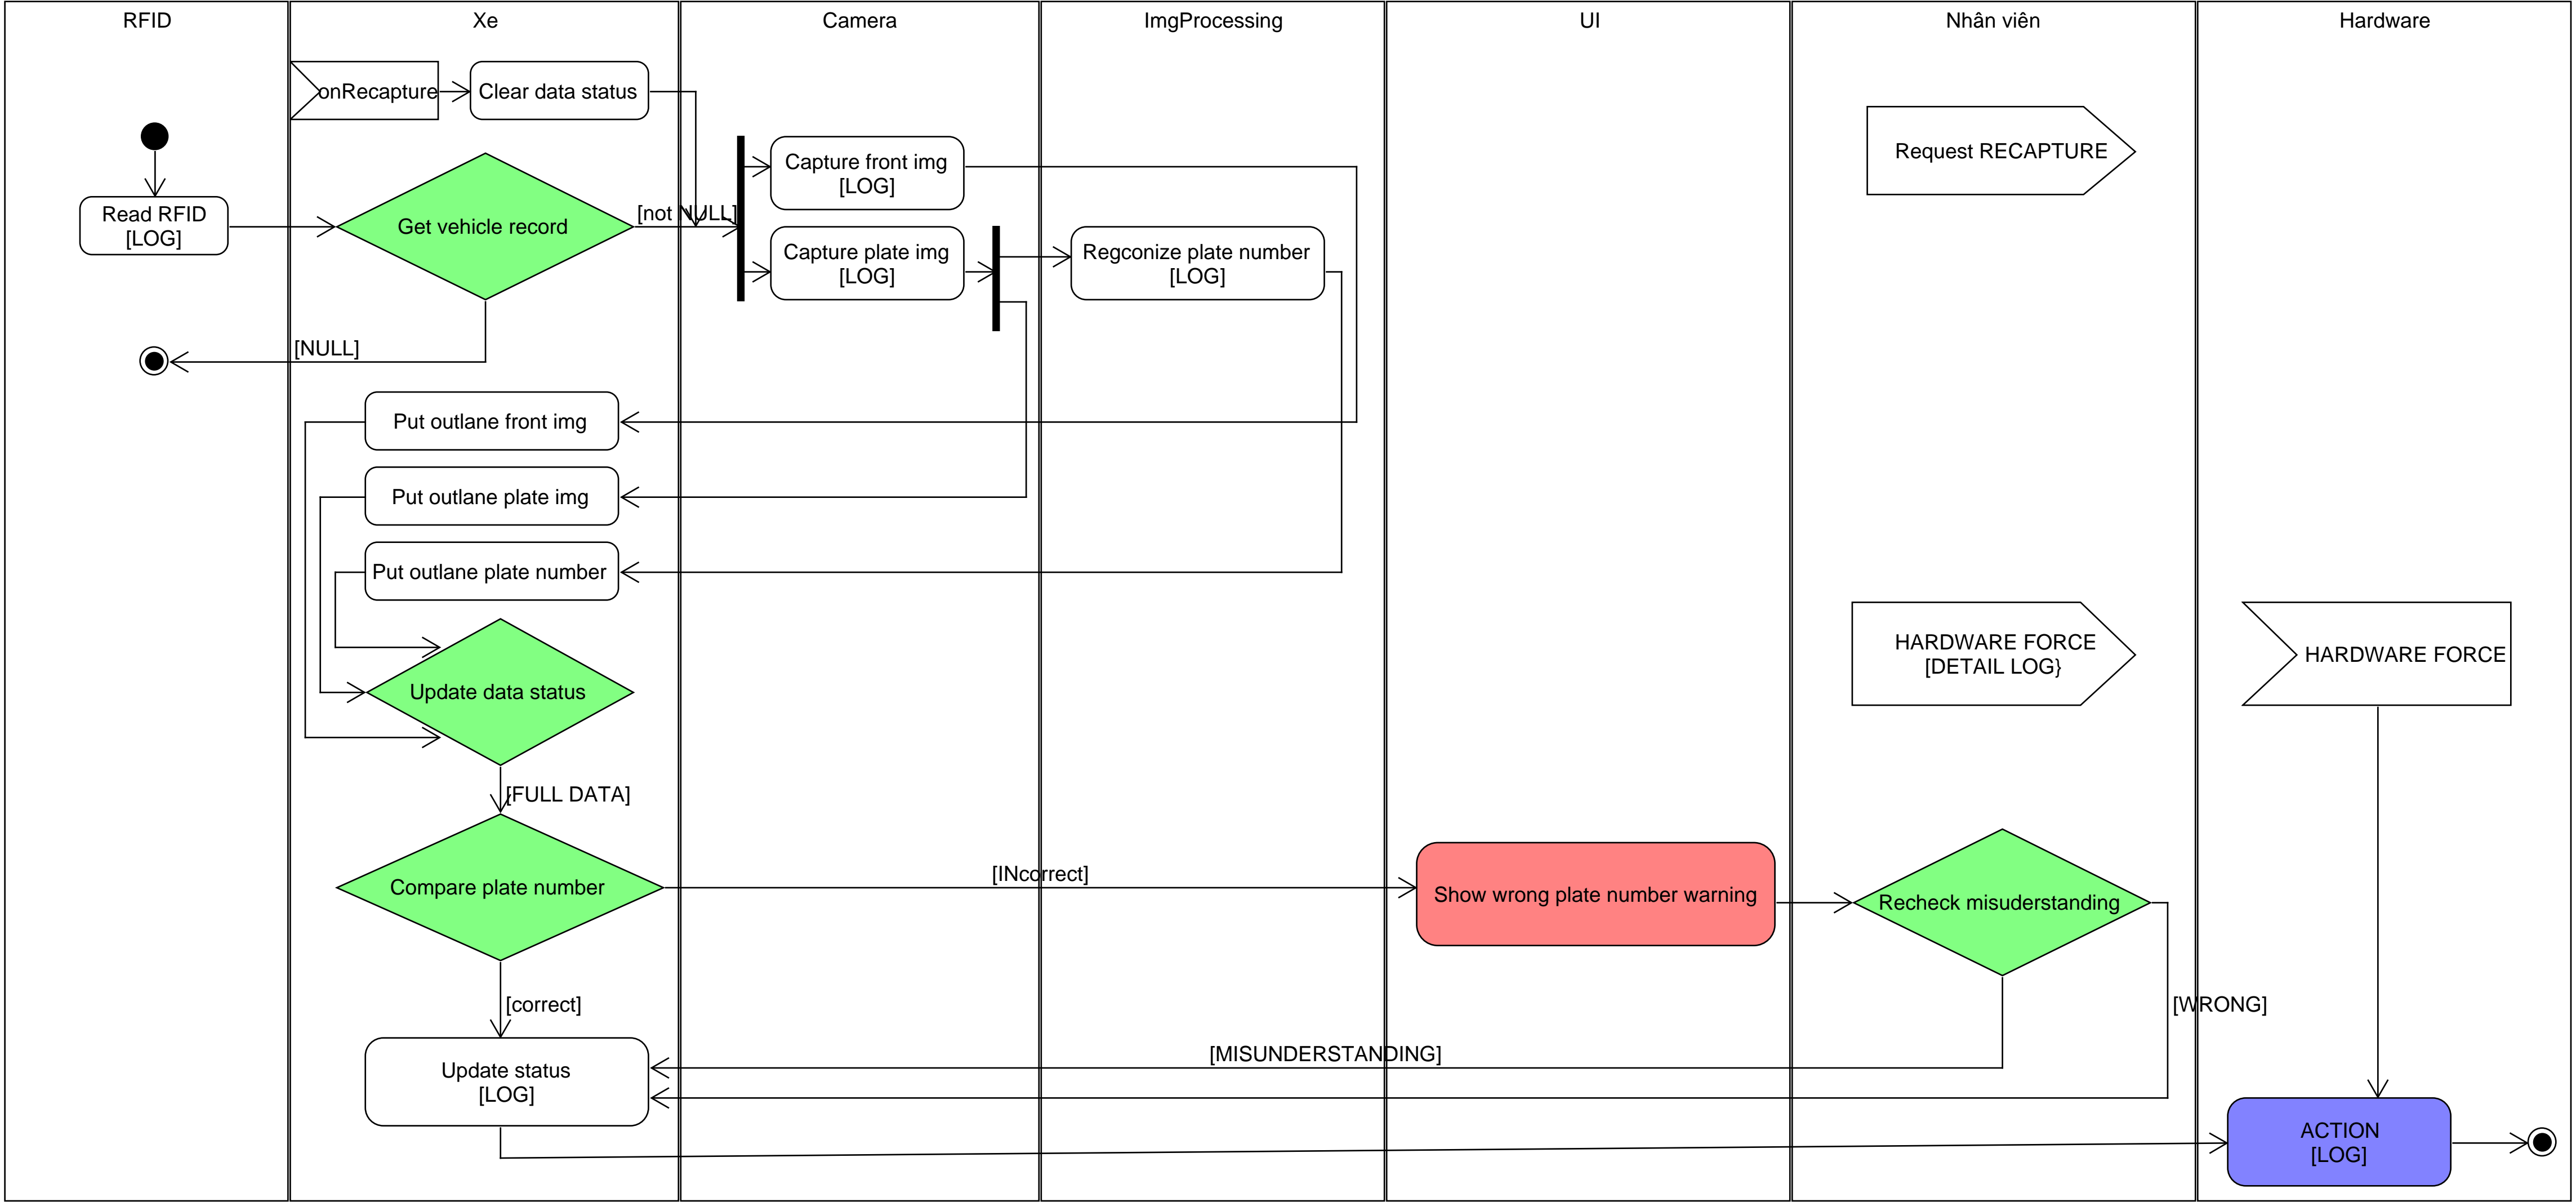 RFID
Xe
Camera
ImgProcessing
UI
Nhân viên
Hardware
onRecapture
Clear data status
Request RECAPTURE
Capture front img
[LOG]
Read RFID
[LOG]
Get vehicle record
[not NULL]
Capture plate img
[LOG]
Regconize plate number
[LOG]
[NULL]
Put outlane front img
Put outlane plate img
Put outlane plate number
HARDWARE FORCE
[DETAIL LOG}
HARDWARE FORCE
Update data status
[FULL DATA]
Compare plate number
[INcorrect]
Show wrong plate number warning
Recheck misuderstanding
[correct]
[WRONG]
[MISUNDERSTANDING]
Update status
[LOG]
ACTION
[LOG]